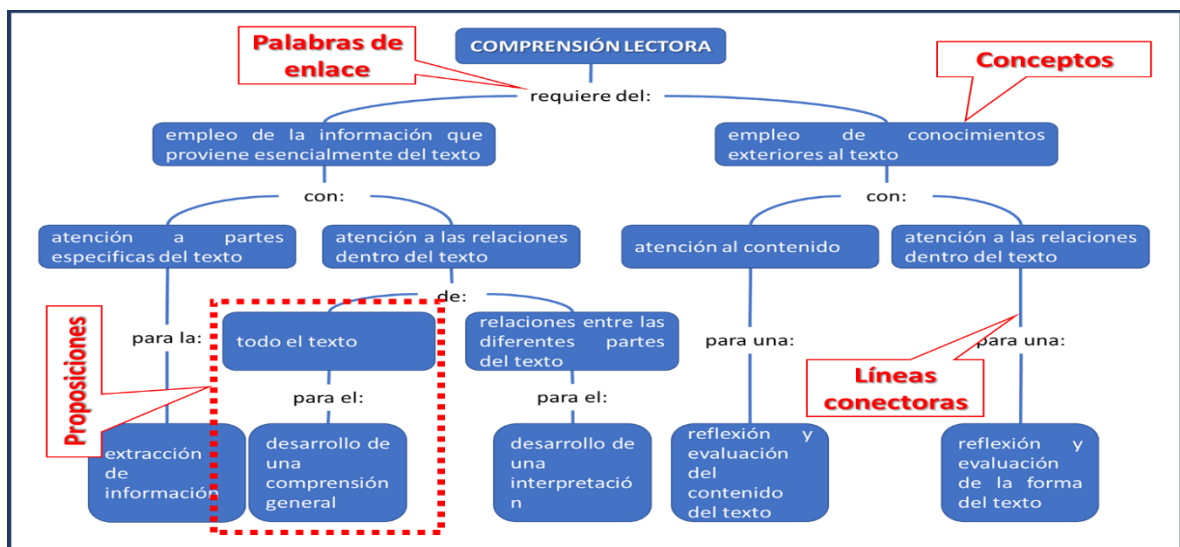 COMPRENSIÓN LECTORA
Palabras de
enlace
Conceptos
requiere del:
empleo de la información que
proviene esencialmente del texto
empleo de conocimientos
exteriores al texto
con:
con:
atención a partes
especificas del texto
atención a las relaciones
dentro del texto
atención al contenido
atención a las relaciones
dentro del texto
de:
Proposiciones
para la:
todo el texto
relaciones entre las
diferentes partes
del texto
para una:
para una:
Líneas
conectoras
para el:
para el:
extracción
de
información
desarrollo de
una
comprensión
general
desarrollo de
una
interpretació
n
reflexión y
evaluación
del
contenido
del texto
reflexión y
evaluación
de la forma
del texto